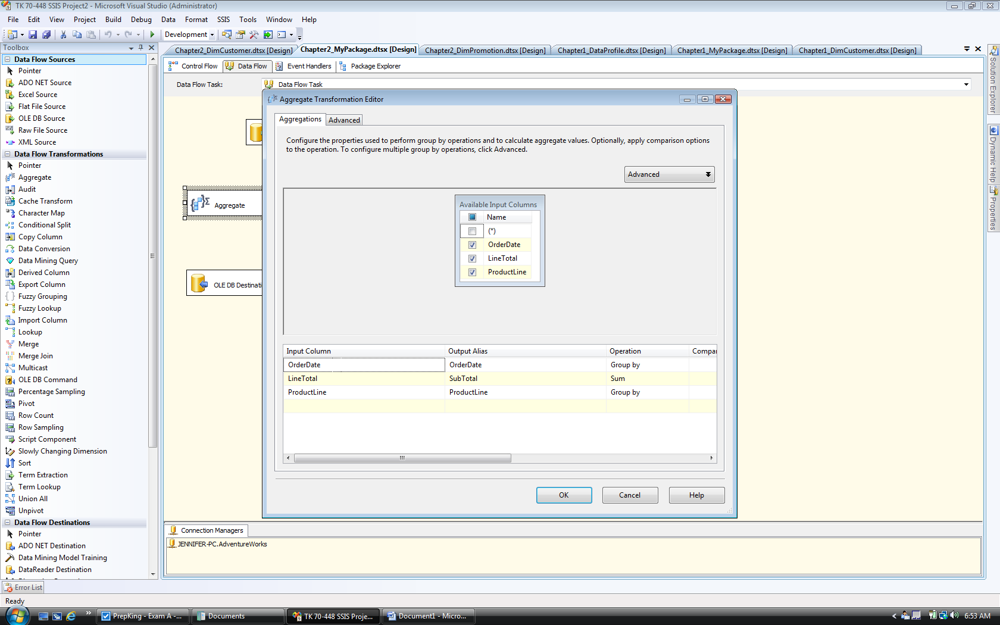 TK 70-448 SSIS Project2 - Microsoft Visual Studio (Administrator)
File Edit View Project Build Debug Data Format SSIS Tools Window Help
Development
Toolbox
Chapter2_DimCustomer.dtsx [Design] Chapter2_MyPackage.dtsx [Design] Chapter2_DimPromotion.dtsx [Design] Chapter1_DataProfile.dtsx [Design] Chapter1_MyPackage.dtsx [Design] Chapter1_DimCustomer.dtsx [Design]
Control Flow Data Flow Event Handlers Package Explorer
Data Flow Task: Data Flow Task
Data Flow Sources
Pointer
ADO NET Source
Excel Source
Flat File Source
OLE DB Source
Raw File Source
XML Source
Data Flow Transformations
Pointer
Aggregate
Audit
Cache Transform
Character Map
Conditional Split
Copy Column
Data Conversion
Data Mining Query
Derived Column
Export Column
Fuzzy Grouping
Fuzzy Lookup
Import Column
Lookup
Merge
Merge Join
Multicast
OLE DB Command
Percentage Sampling
Pivot
Row Count
Row Sampling
Script Component
Slowly Changing Dimension
Sort
Term Extraction
Term Lookup
Union All
Unpivot
Data Flow Destinations
Pointer
ADO NET Destination
Data Mining Model Training
DataReader Destination
Aggregate
OLE DB Destinati
Aggregate Transformation Editor
Aggregations Advanced
Configure the properties used to perform group by operations and to calculate aggregate values. Optionally, apply comparison options
to the operation. To configure multiple group by operations, click Advanced.
Advanced
Available Input Columns
Name
(*)
OrderDate
LineTotal
ProductLine
Input Column Output Alias Operation Compar
OrderDate OrderDate Group by
LineTotal SubTotal Sum
ProductLine ProductLine Group by
OK Cancel Help
Connection Managers
JENNIFER-PC.AdventureWorks
Solution Explorer
Dynamic Help
Properties
Error List
Ready
PrepKing - Exam A -... Documents TK 70-448 SSIS Proje... Document1 - Micro... 6:53 AM